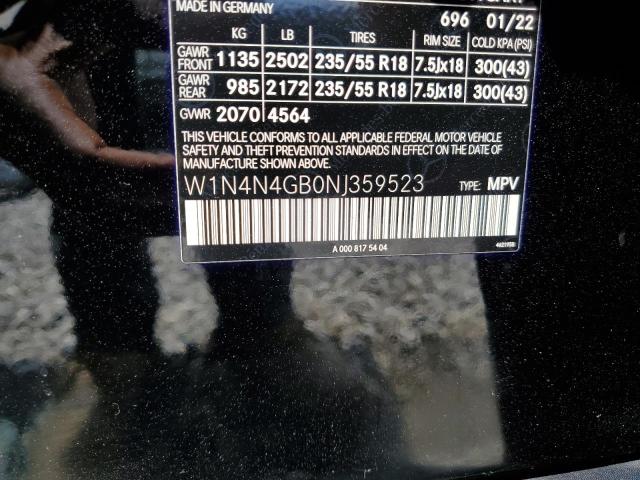 MADE IN GERMANY
696 01/22
KG LB TIRES RIM SIZE COLD KPA (PSI)
GAWR FRONT 1135 2502 235/55 R18 7.5Jx18 300(43)
GAWR REAR 985 2172 235/55 R18 7.5Jx18 300(43)
GVWR 2070 4564
THIS VEHICLE CONFORMS TO ALL APPLICABLE FEDERAL MOTOR VEHICLE
SAFETY AND THEFT PREVENTION STANDARDS IN EFFECT ON THE DATE OF
MANUFACTURE SHOWN ABOVE.
W1N4N4GB0NJ359523 TYPE: MPV
A 000 817 54 04